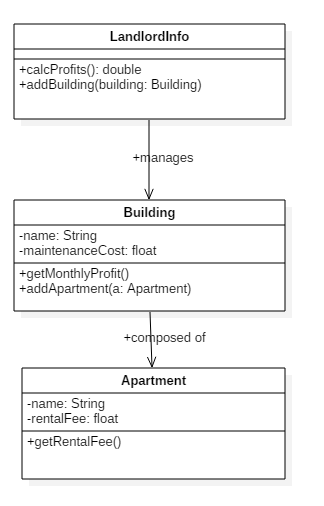 LandlordInfo
+calcProfits(): double
+addBuilding(building: Building)
+manages
Building
-name: String
-maintenanceCost: float
+getMonthlyProfit()
+addApartment(a: Apartment)
+composed of
Apartment
-name: String
-rentalFee: float
+getRentalFee()